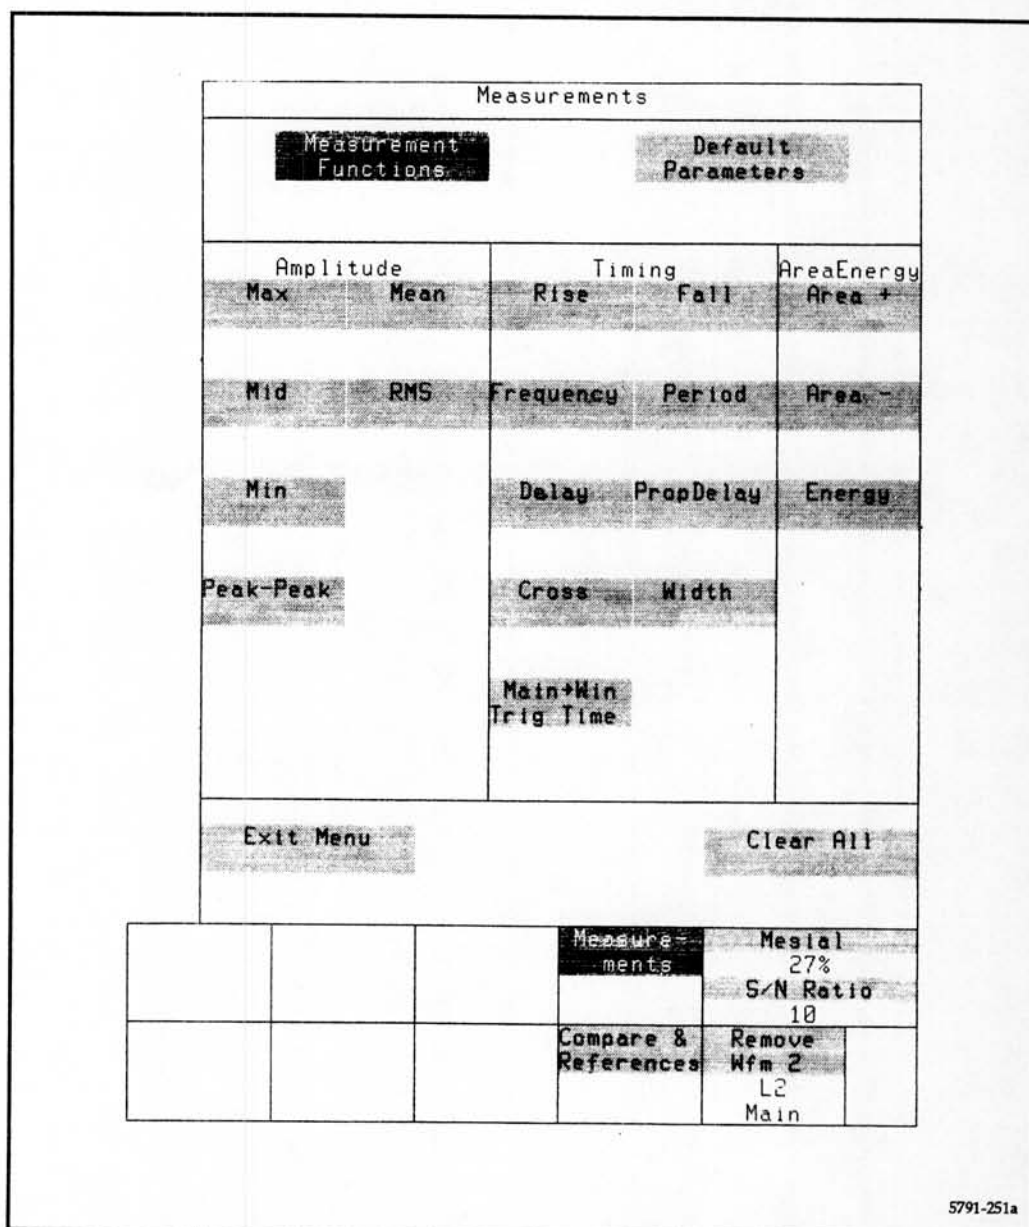 Measurements
Measurement
Functions
Default
Parameters
Amplitude
Timing
AreaEnergy
Max
Mean
Rise
Fall
Area +
Mid
RMS
Frequency
Period
Area -
Min
Delay
PropDelay
Energy
Peak-Peak
Cross
Width
Main→Win
Trig Time
Exit Menu
Clear All
Measure-
ments
Mesial
27%
S/N Ratio
10
Compare &
References
Remove
Wfm 2
L2
Main
5791-251a